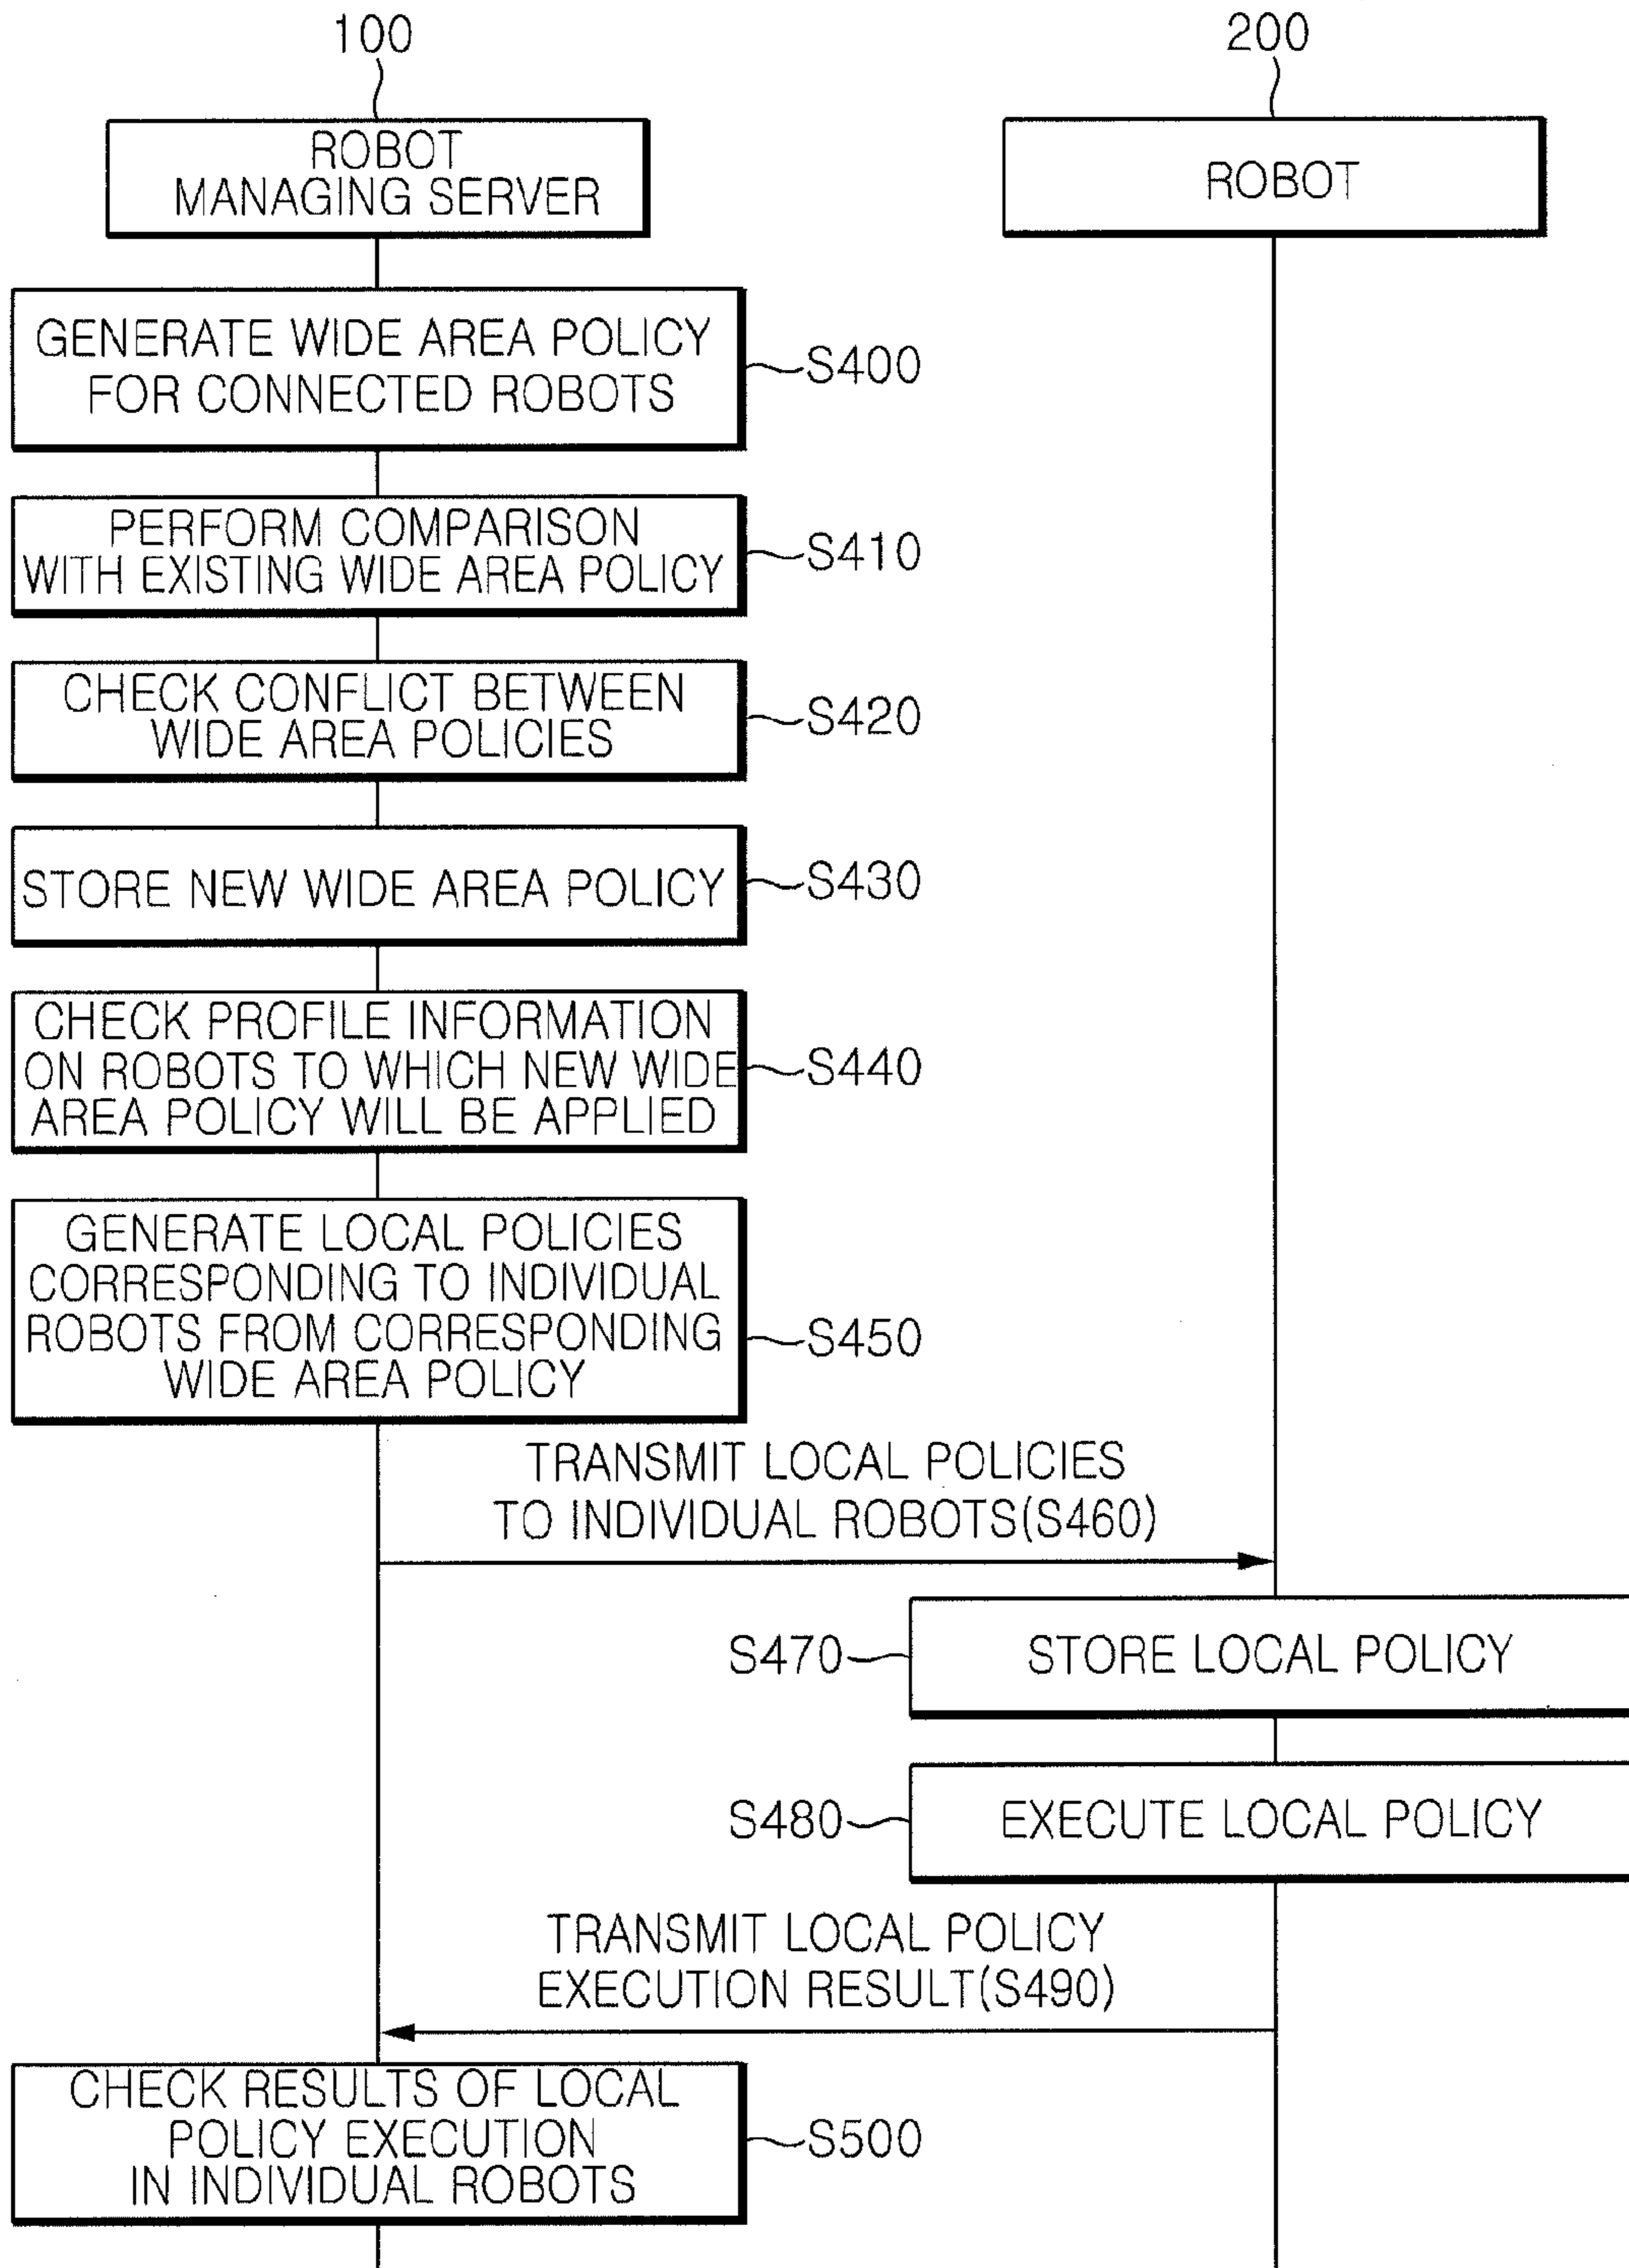 100
200
ROBOT
MANAGING SERVER
ROBOT
GENERATE WIDE AREA POLICY
FOR CONNECTED ROBOTS
S400
PERFORM COMPARISON
WITH EXISTING WIDE AREA POLICY
S410
CHECK CONFLICT BETWEEN
WIDE AREA POLICIES
S420
STORE NEW WIDE AREA POLICY
S430
CHECK PROFILE INFORMATION
ON ROBOTS TO WHICH NEW WIDE
AREA POLICY WILL BE APPLIED
S440
GENERATE LOCAL POLICIES
CORRESPONDING TO INDIVIDUAL
ROBOTS FROM CORRESPONDING
WIDE AREA POLICY
S450
TRANSMIT LOCAL POLICIES
TO INDIVIDUAL ROBOTS(S460)
S470
STORE LOCAL POLICY
S480
EXECUTE LOCAL POLICY
TRANSMIT LOCAL POLICY
EXECUTION RESULT(S490)
CHECK RESULTS OF LOCAL
POLICY EXECUTION
IN INDIVIDUAL ROBOTS
S500